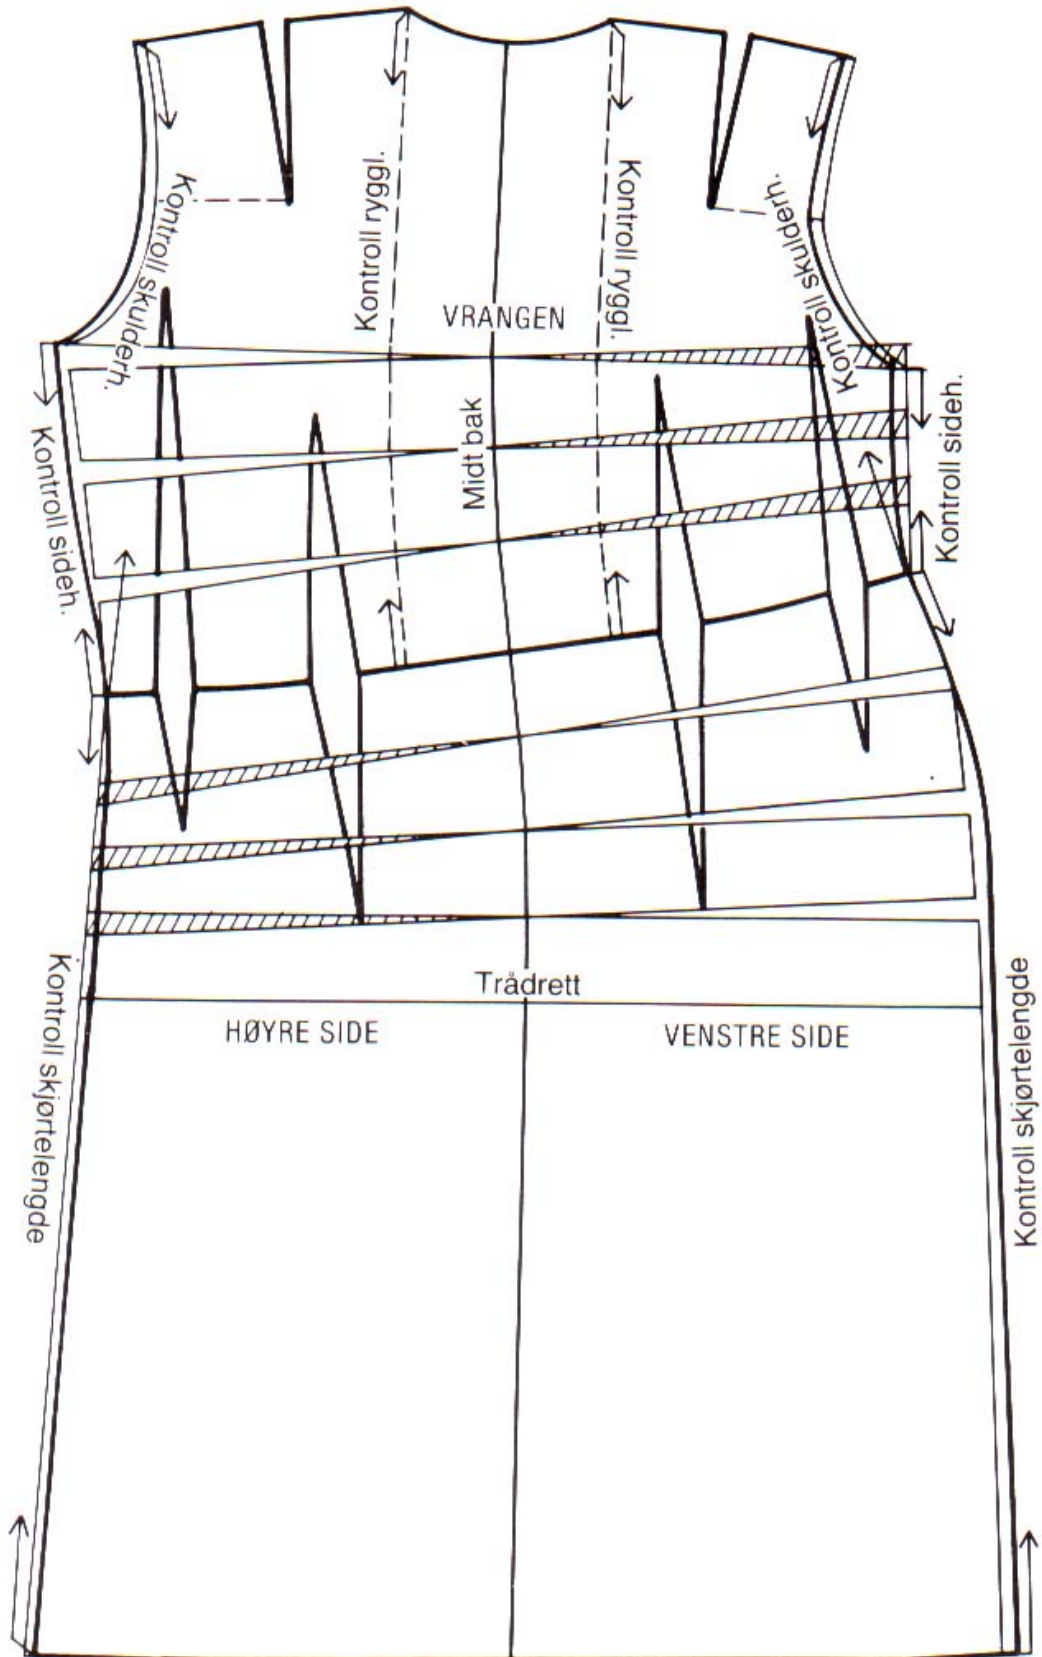 Kontroll skulderh.
Kontroll ryggl.
Kontroll ryggl.
Kontroll skulderh.
VRANGEN
Midt bak
Kontroll sideh.
Kontroll sideh.
Trådrett
HØYRE SIDE
VENSTRE SIDE
Kontroll skjørtelengde
Kontroll skjørtelengde